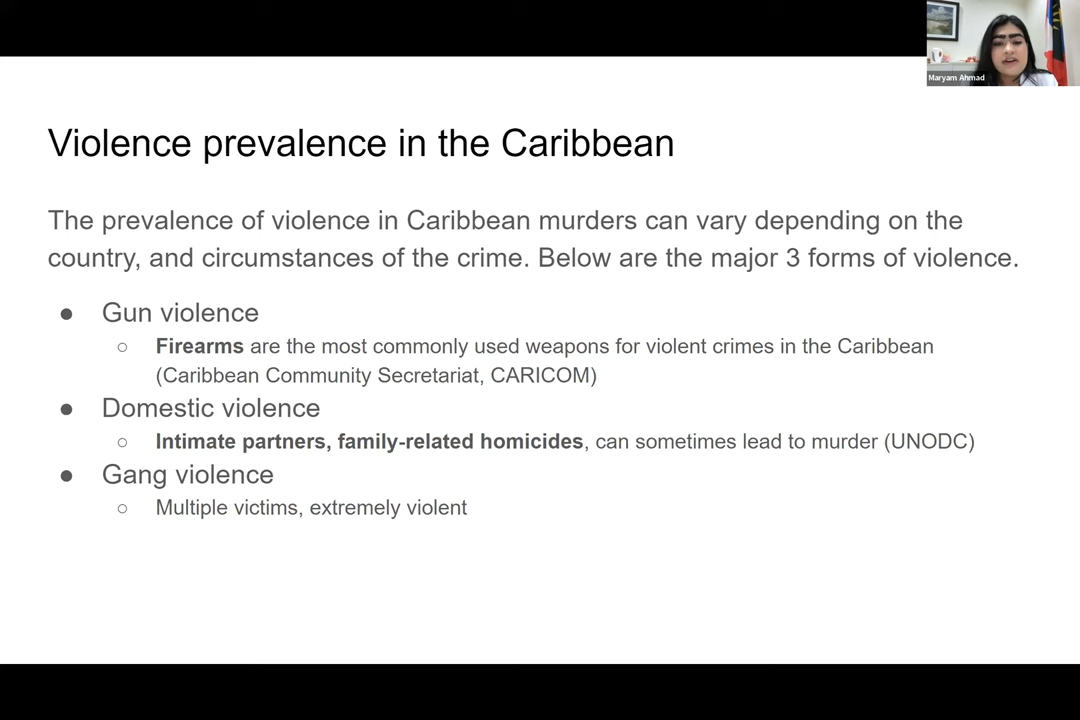 Maryam Ahmad
Violence prevalence in the Caribbean
The prevalence of violence in Caribbean murders can vary depending on the
country, and circumstances of the crime. Below are the major 3 forms of violence.
● Gun violence
○ Firearms are the most commonly used weapons for violent crimes in the Caribbean
(Caribbean Community Secretariat, CARICOM)
● Domestic violence
○ Intimate partners, family-related homicides, can sometimes lead to murder (UNODC)
● Gang violence
○ Multiple victims, extremely violent